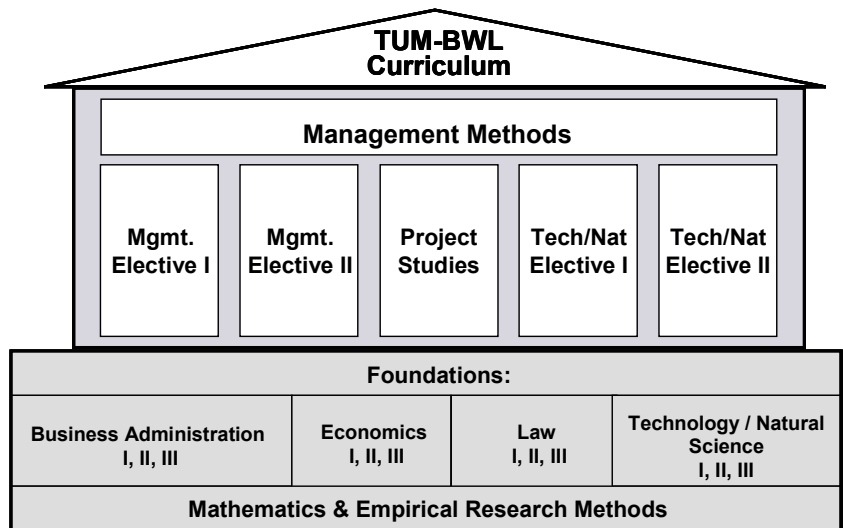 TUM-BWL
Curriculum
Management Methods
Mgmt.
Elective I
Mgmt.
Elective II
Project
Studies
Tech/Nat
Elective I
Tech/Nat
Elective II
Foundations:
Business Administration
I, II, III
Economics
I, II, III
Law
I, II, III
Technology / Natural
Science
I, II, III
Mathematics & Empirical Research Methods